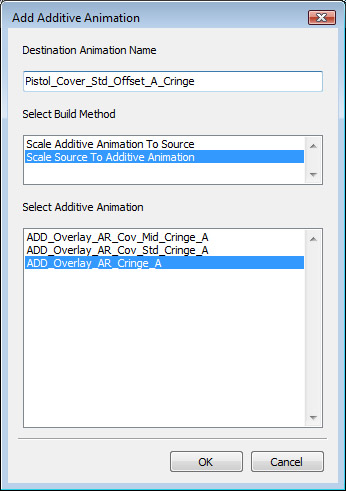 Add Additive Animation
Destination Animation Name
Pistol_Cover_Std_Offset_A_Cringe
Select Build Method
Scale Additive Animation To Source
Scale Source To Additive Animation
Select Additive Animation
ADD_Overlay_AR_Cov_Mid_Cringe_A
ADD_Overlay_AR_Cov_Std_Cringe_A
ADD_Overlay_AR_Cringe_A
OK
Cancel